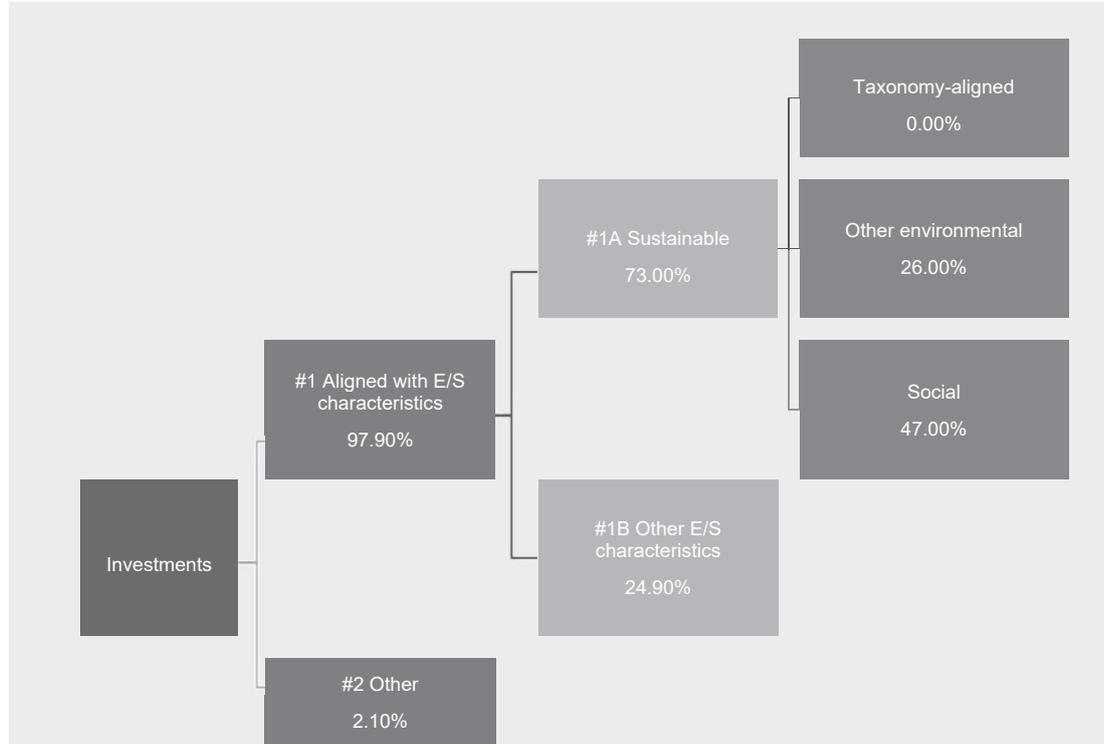 Taxonomy-aligned
0.00%
#1A Sustainable
73.00%
Other environmental
26.00%
#1 Aligned with E/S
characteristics
97.90%
Social
47.00%
Investments
#1B Other E/S
characteristics
24.90%
#2 Other
2.10%